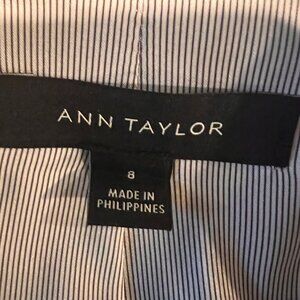 ANN TAYLOR
8
MADE IN
PHILIPPINES